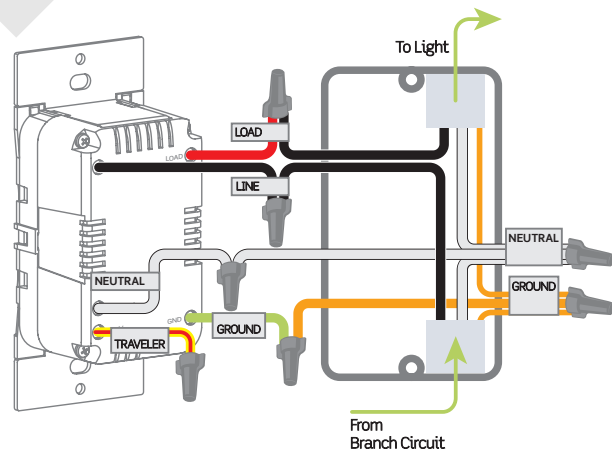 To Light
LOAD
LOAD
LINE
NEUTRAL
NEUTRAL
GROUND
GND
GROUND
TRAVELER
From
Branch Circuit